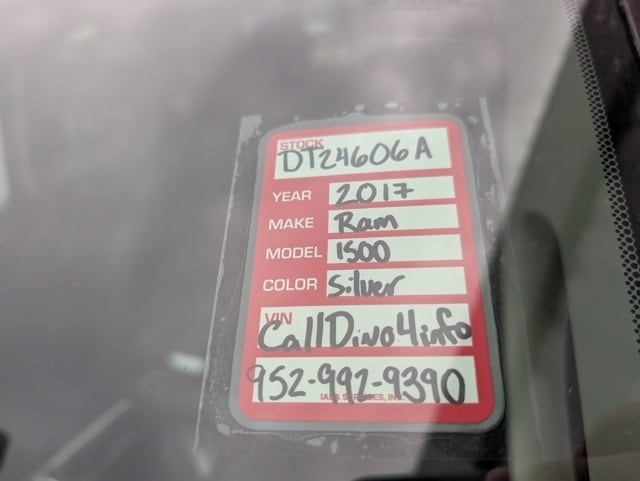 STOCK
DT24606A
YEAR 2017
MAKE Ram
MODEL 1500
COLOR Silver
VIN
CallDino4info
952-992-9390